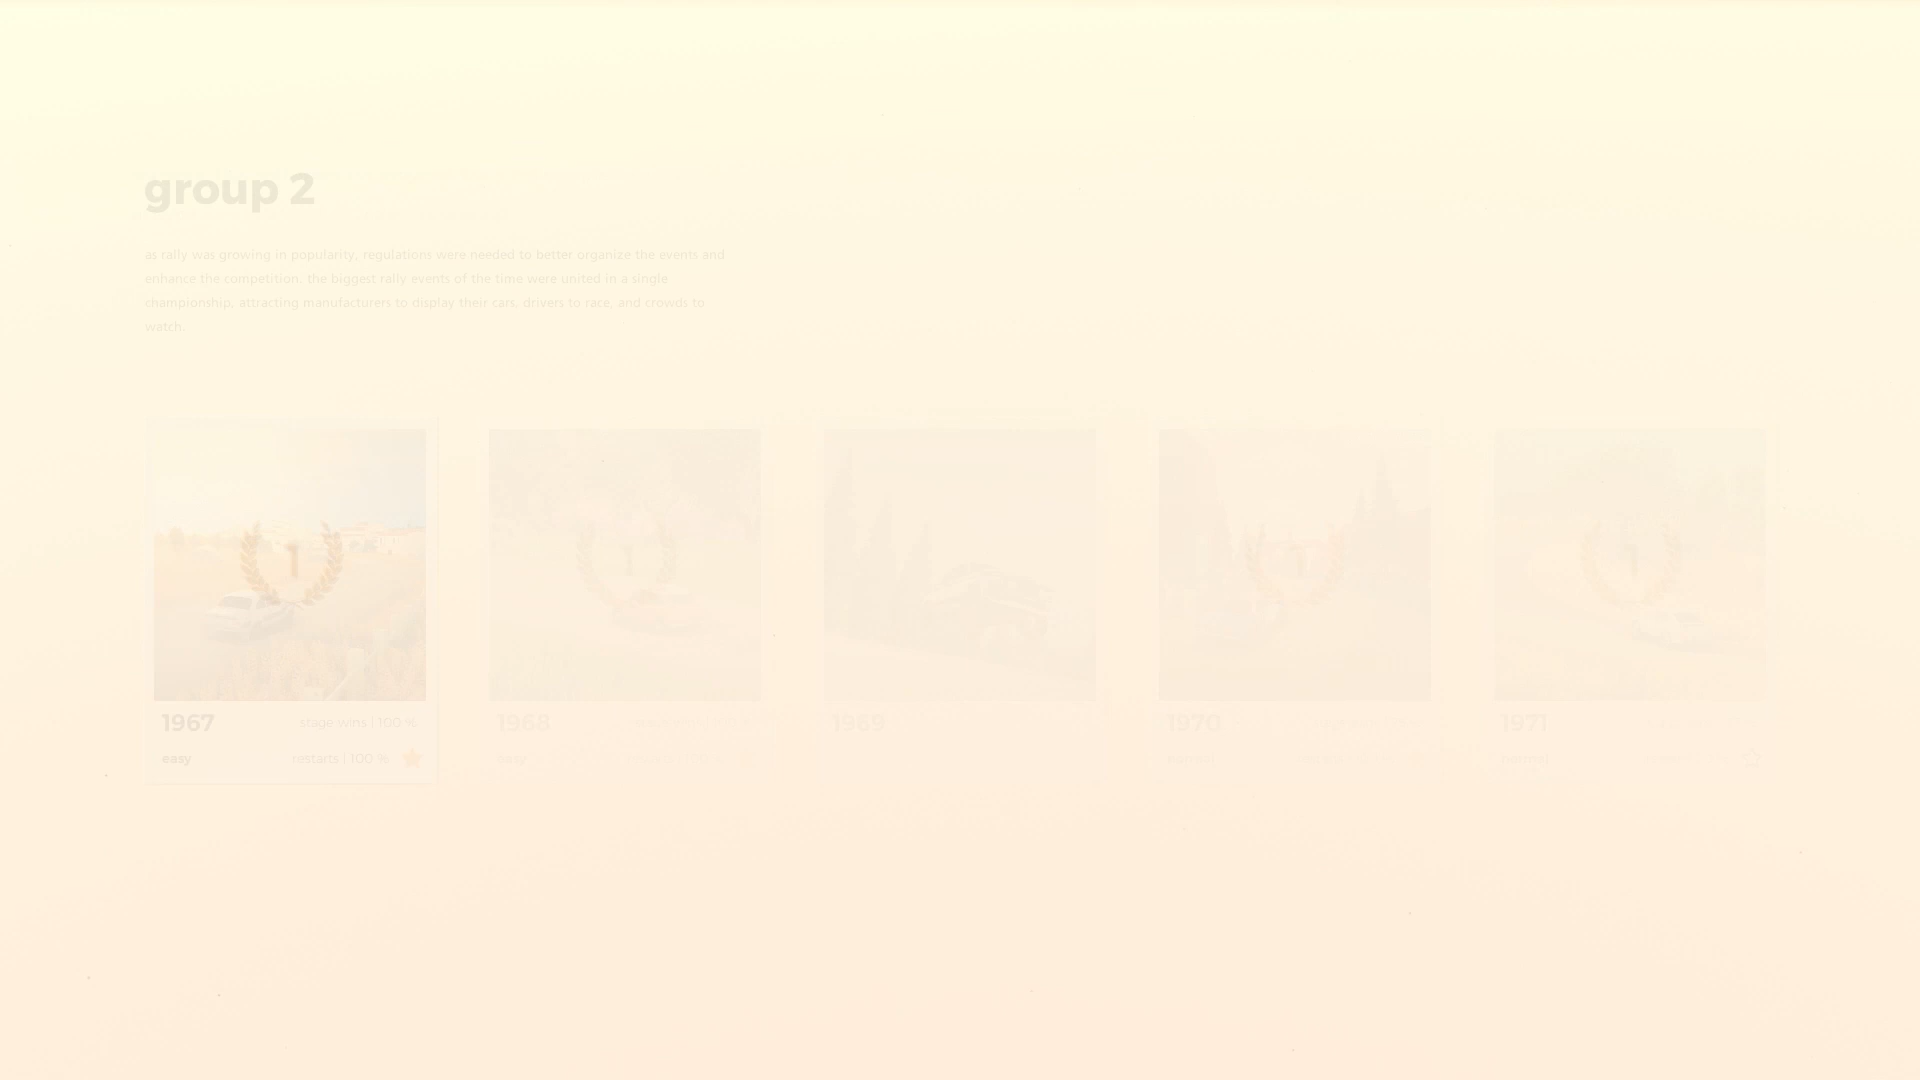 group 2
as rally was growing in popularity, regulations were needed to better organize the events and
enhance the competition. the biggest rally events of the time were united in a single
championship, attracting manufacturers to display their cars, drivers to race, and crowds to
watch.
1967
stage wins | 100 %
easy
restarts | 100 %
1968
easy
1969
1970
normal
1971
normal